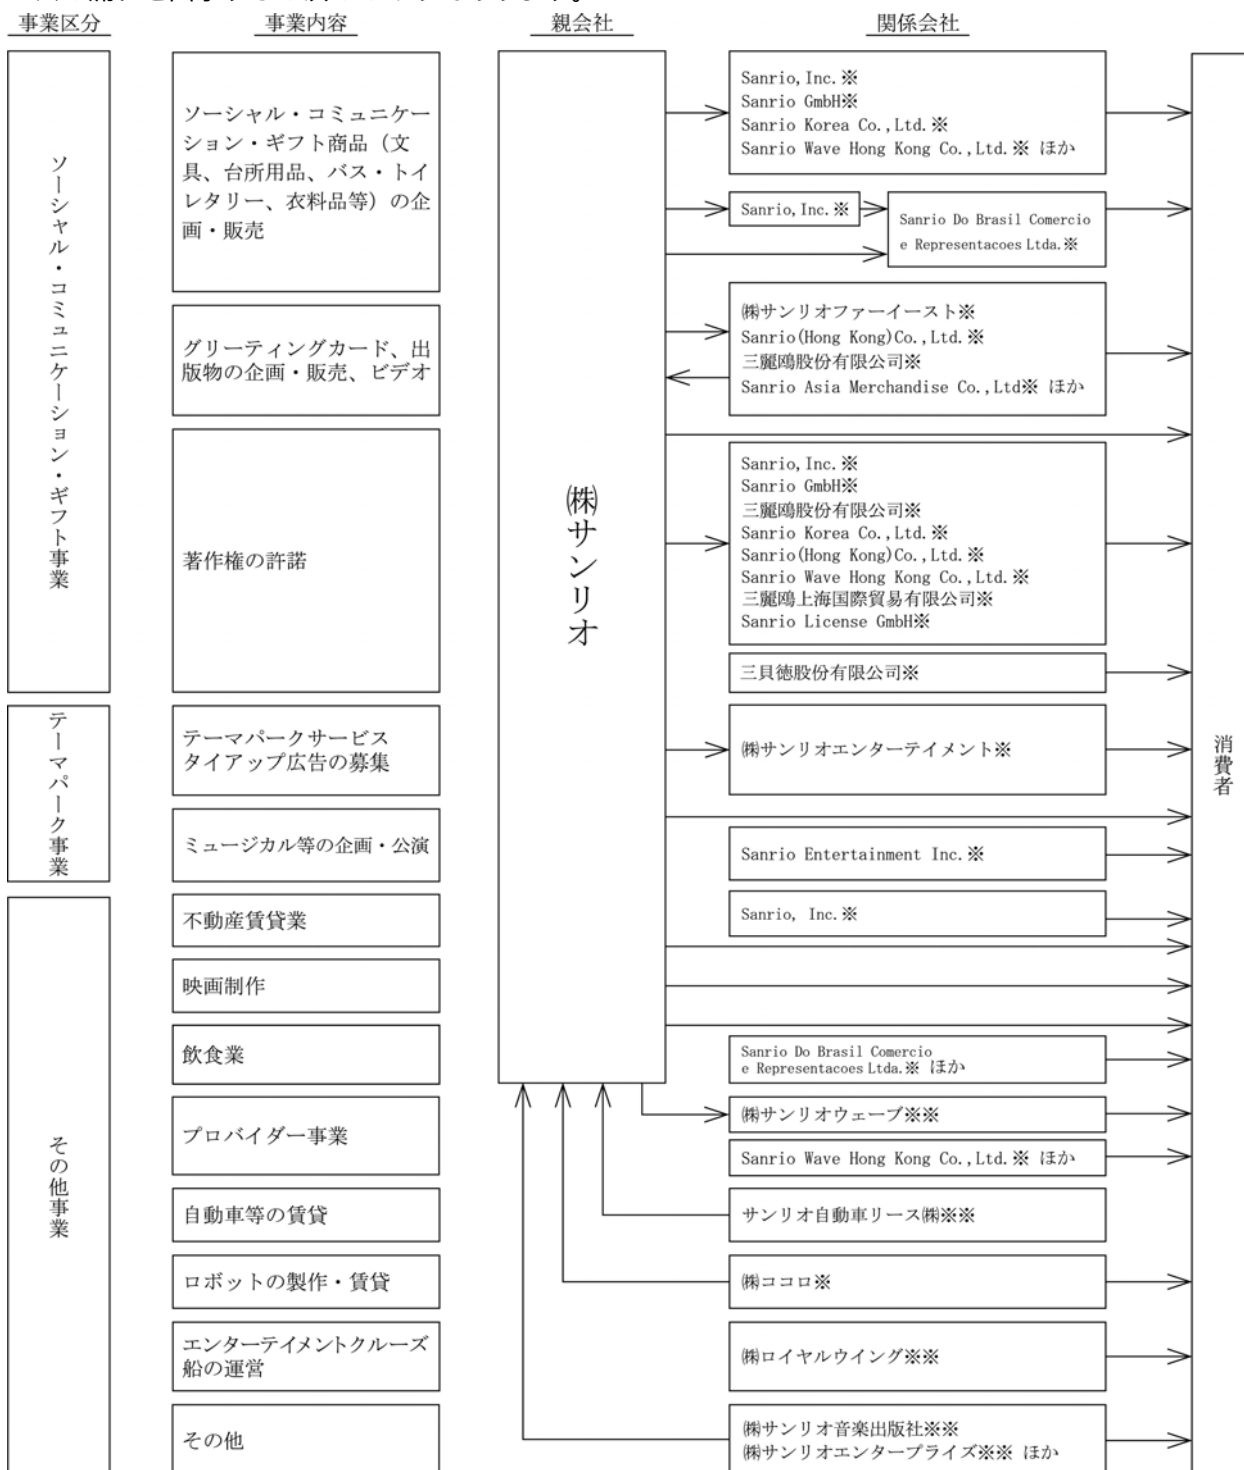 事業区分
事業内容
親会社
関係会社
ソーシャル・コミュニケーション・ギフト事業
ソーシャル・コミュニケー
ション・ギフト商品（文
具、台所用品、バス・トイ
レタリー、衣料品等）の企
画・販売
グリーティングカード、出
版物の企画・販売、ビデオ
著作権の許諾
テーマパーク事業
テーマパークサービス
タイアップ広告の募集
ミュージカル等の企画・公演
その他事業
不動産賃貸業
映画制作
飲食業
プロバイダー事業
自動車等の賃貸
ロボットの製作・賃貸
エンターテイメントクルーズ
船の運営
その他
㈱サンリオ
Sanrio,Inc.※
Sanrio GmbH※
Sanrio Korea Co.,Ltd.※
Sanrio Wave Hong Kong Co.,Ltd.※ ほか
Sanrio,Inc.※
Sanrio Do Brasil Comercio
e Representacoes Ltda.※
㈱サンリオファーイースト※
Sanrio(Hong Kong)Co.,Ltd.※
三麗鴎股份有限公司※
Sanrio Asia Merchandise Co.,Ltd※ ほか
Sanrio,Inc.※
Sanrio GmbH※
三麗鴎股份有限公司※
Sanrio Korea Co.,Ltd.※
Sanrio(Hong Kong)Co.,Ltd.※
Sanrio Wave Hong Kong Co.,Ltd.※
三麗鴎上海国際貿易有限公司※
Sanrio License GmbH※
三貝徳股份有限公司※
㈱サンリオエンターテイメント※
Sanrio Entertainment Inc.※
Sanrio, Inc.※
Sanrio Do Brasil Comercio
e Representacoes Ltda.※ ほか
㈱サンリオウェーブ※※
Sanrio Wave Hong Kong Co.,Ltd.※ ほか
サンリオ自動車リース㈱※※
㈱ココロ※
㈱ロイヤルウイング※※
㈱サンリオ音楽出版社※※
㈱サンリオエンタープライズ※※ ほか
消費者